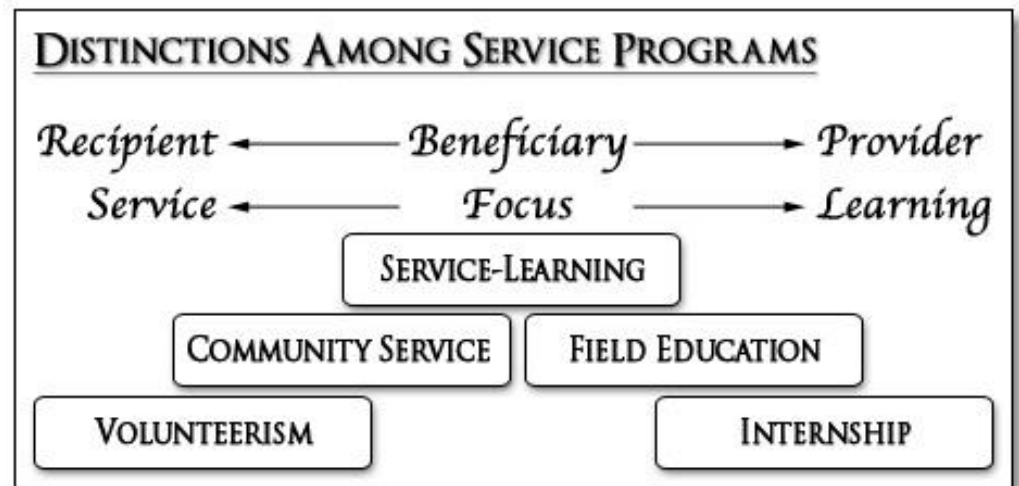 DISTINCTIONS AMONG SERVICE PROGRAMS
Recipient Beneficiary Provider
Service Focus Learning
SERVICE-LEARNING
COMMUNITY SERVICE FIELD EDUCATION
VOLUNTEERISM INTERNSHIP